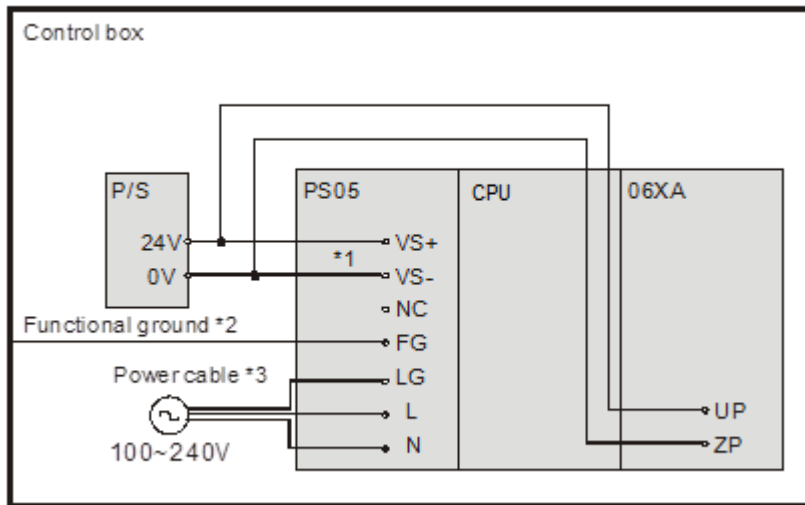 Control box
P/S
PS05
CPU
06XA
24V
VS+
*1
0V
VS-
NC
Functional ground *2
FG
Power cable *3
LG
L
UP
100~240V
N
ZP